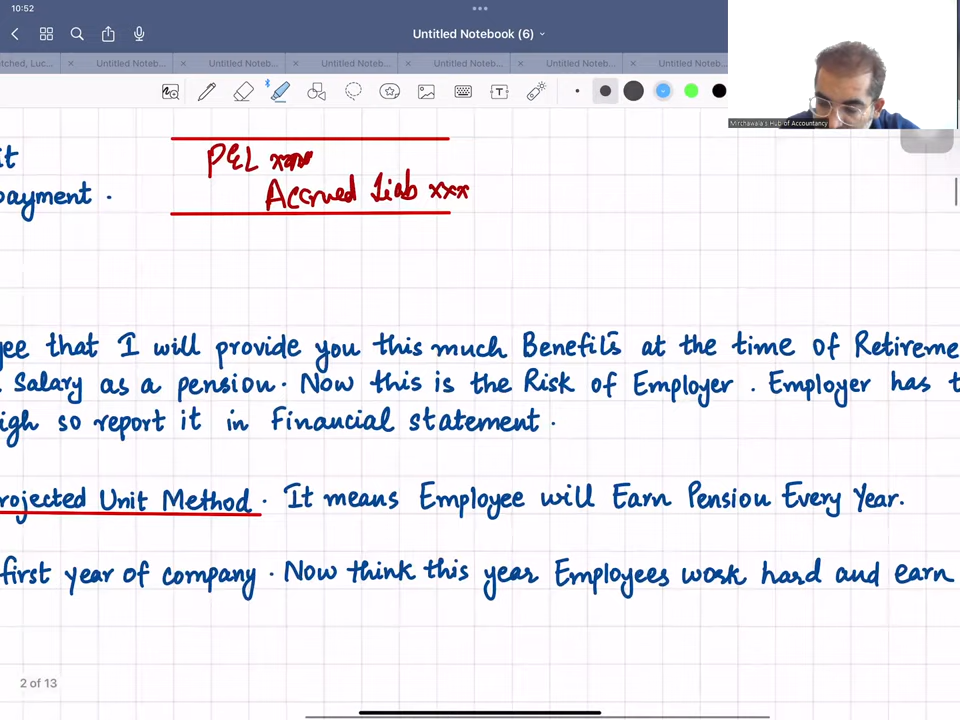 10:52
Untitled Notebook (6)
tched, Luc...
Untitled Noteb...
Untitled Noteb...
Untitled Noteb...
Untitled Noteb...
Untitled Noteb...
Mirchawala's Hub of Accountancy
it
P&L xxx
payment.
Accrued Liab xxx
yee that I will provide you this much Benefits at the time of Retireme
Salary as a pension. Now this is the Risk of Employer. Employer has t
igh so report it in Financial statement.
rojected Unit Method. It means Employee will Earn Pension Every Year.
first year of company. Now think this year Employees work hard and earn
2 of 13